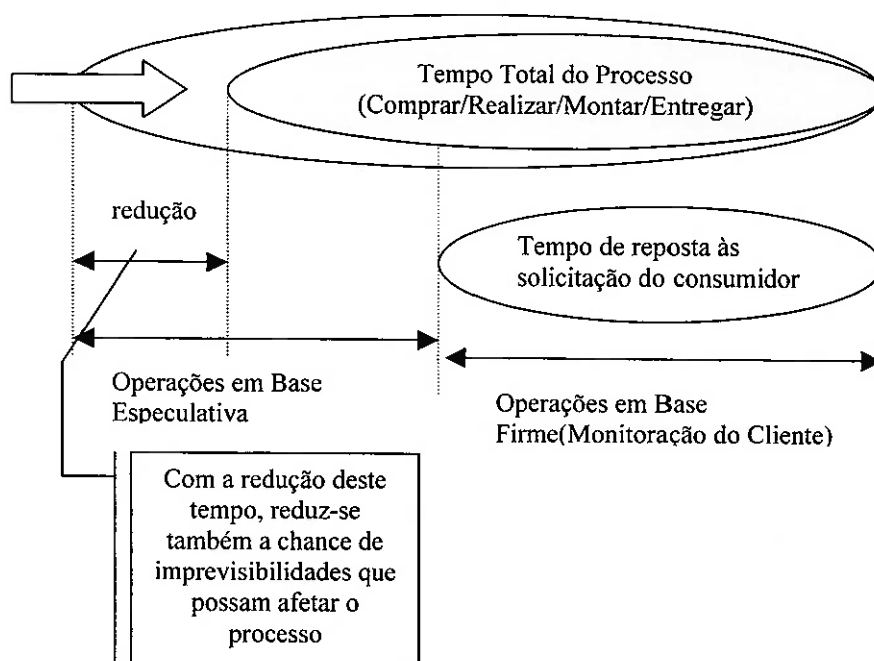 Tempo Total do Processo
(Comprar/Realizar/Montar/Entregar)
redução
Tempo de reposta às
solicitação do consumidor
Operações em Base
Especulativa
Operações em Base
Firme(Monitoração do Cliente)
Com a redução deste
tempo, reduz-se
também a chance de
imprevisibilidades que
possam afetar o
processo